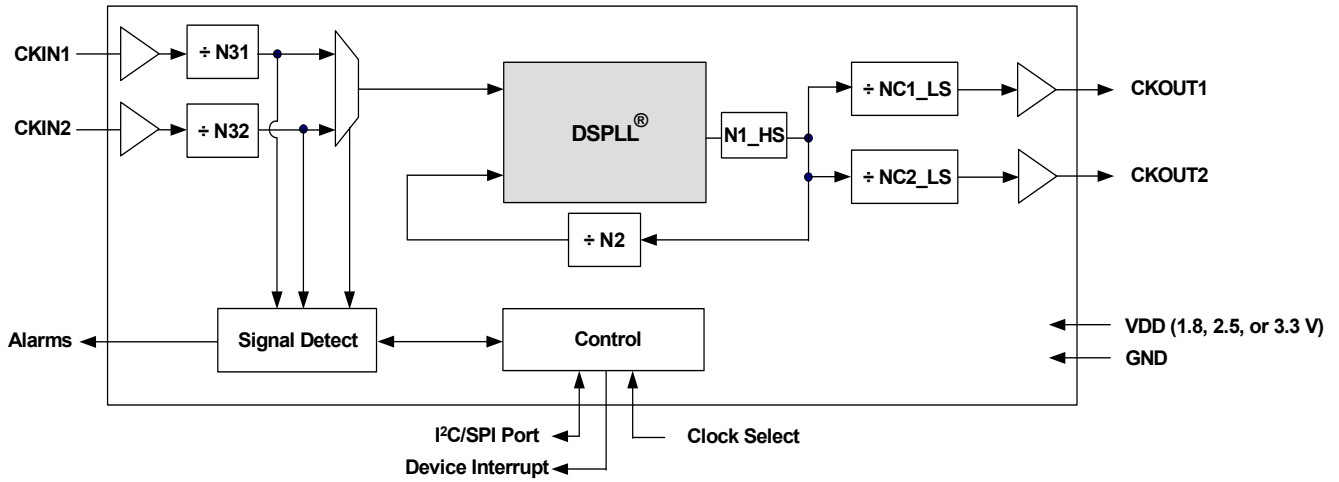 CKIN1
÷ N31
CKIN2
÷ N32
DSPLL®
N1_HS
÷ NC1_LS
CKOUT1
÷ NC2_LS
CKOUT2
÷ N2
Alarms
Signal Detect
Control
VDD (1.8, 2.5, or 3.3 V)
GND
I²C/SPI Port
Clock Select
Device Interrupt